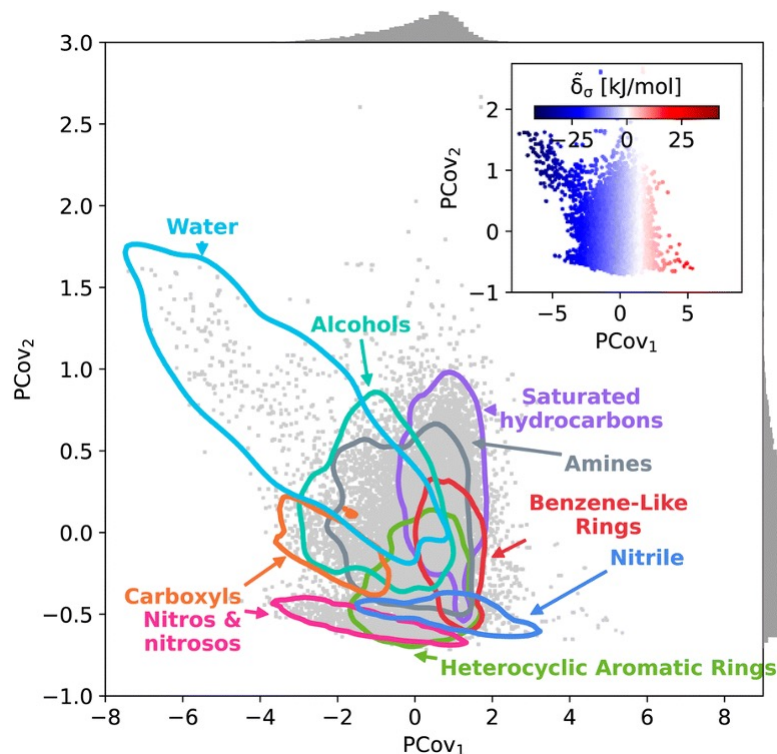 3.0
2.5
2.0
1.5
1.0
0.5
0.0
−0.5
−1.0
PCov₂
−8
−6
−4
−2
0
2
4
6
8
PCov₁
Water
Alcohols
Saturated
hydrocarbons
Amines
Benzene-Like
Rings
Nitrile
Carboxyls
Nitros &
nitrosos
Heterocyclic Aromatic Rings
δ̃σ [kJ/mol]
−25
0
25
2
1
0
−1
PCov₂
−5
0
5
PCov₁